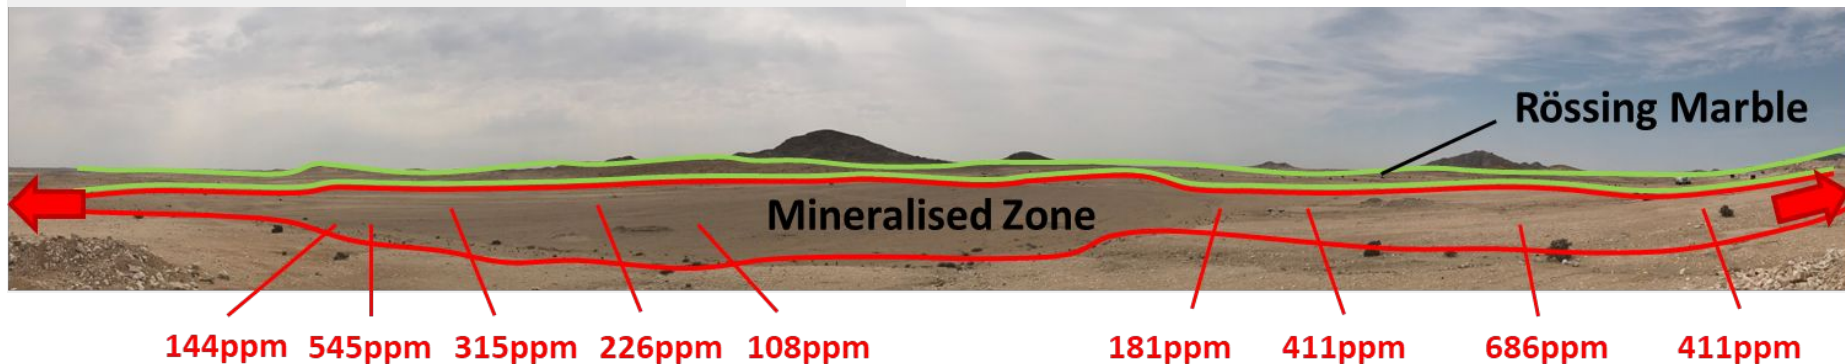 Rössing Marble
Mineralised Zone
144ppm 545ppm 315ppm 226ppm 108ppm 181ppm 411ppm 686ppm 411ppm